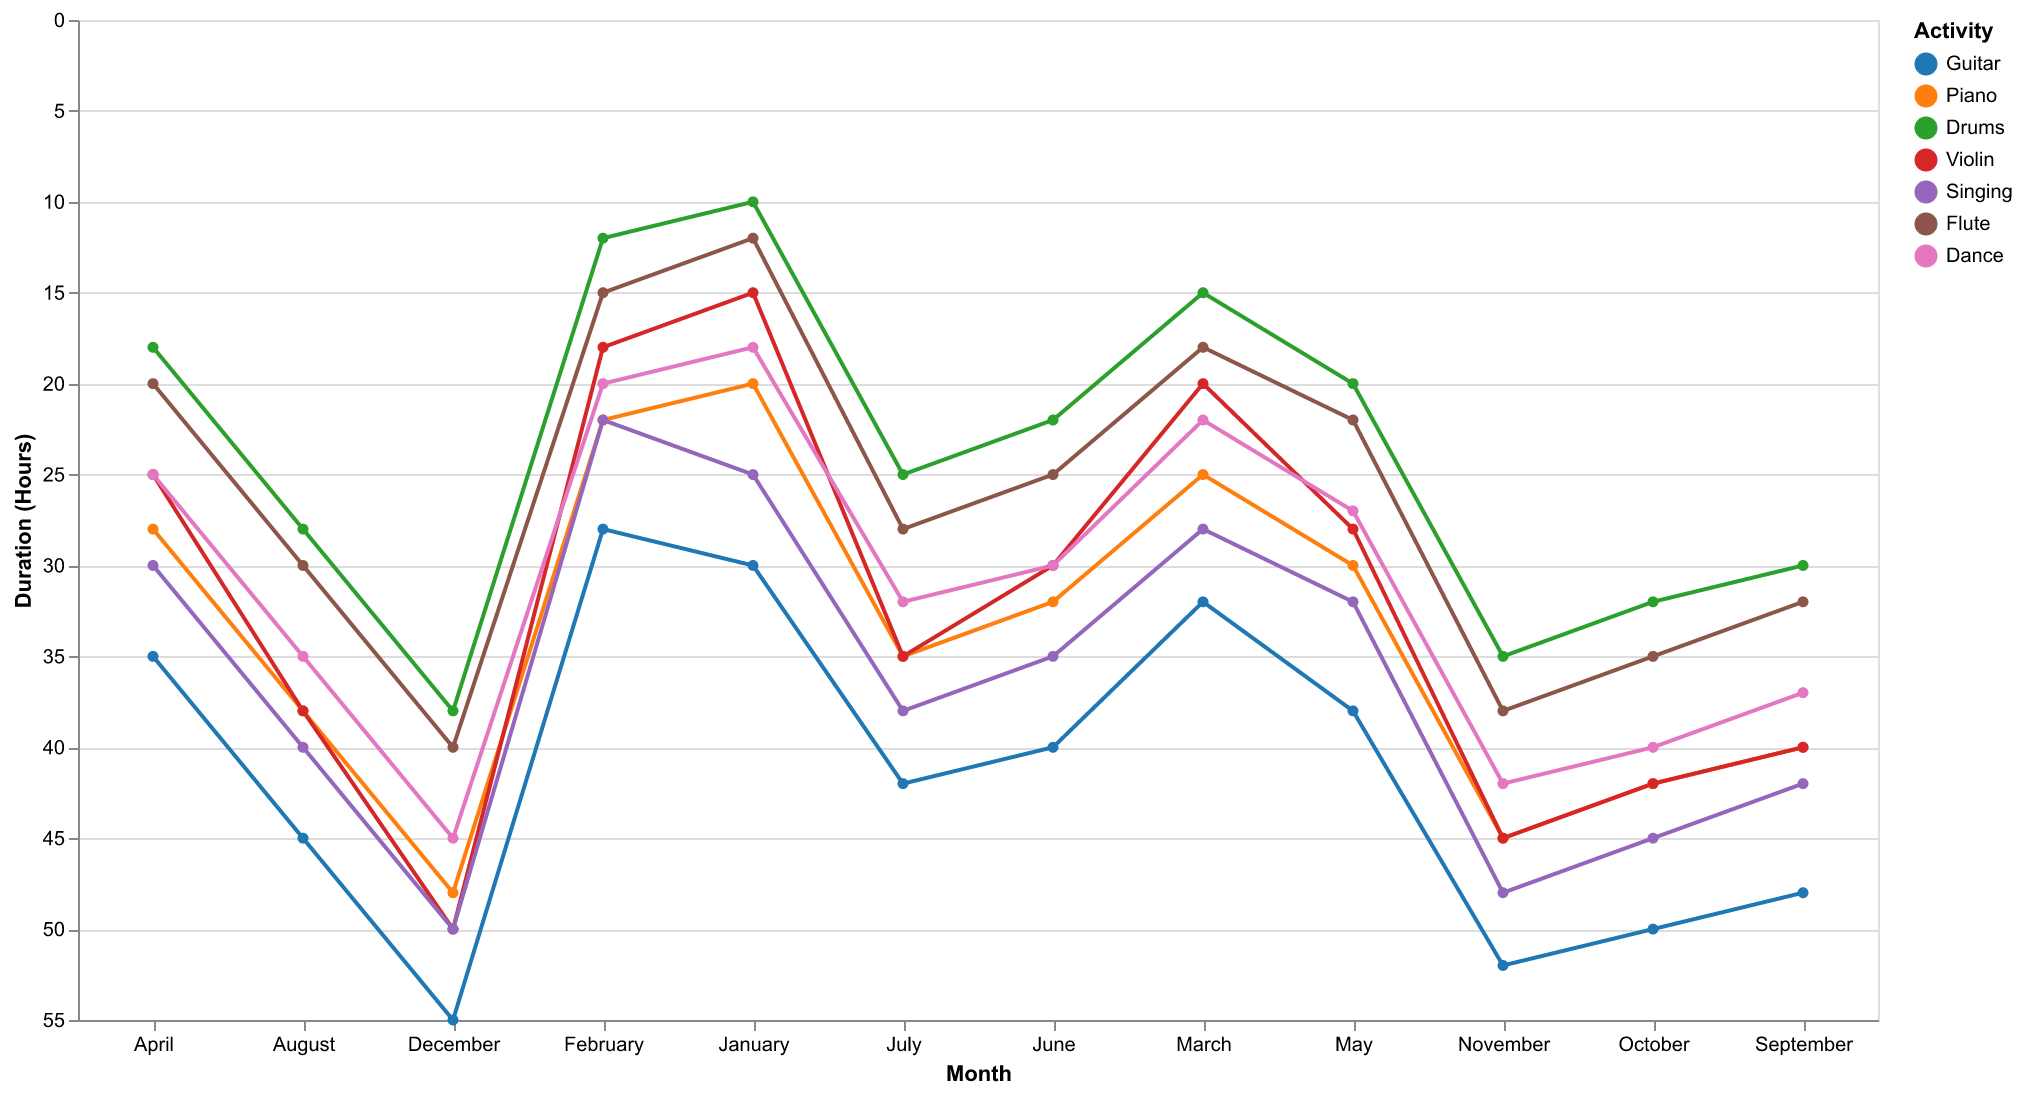 0
5
10
15
20
25
30
35
40
45
50
55
Duration (Hours)
April August December February January July June March May November October September
Month
Activity
Guitar
Piano
Drums
Violin
Singing
Flute
Dance